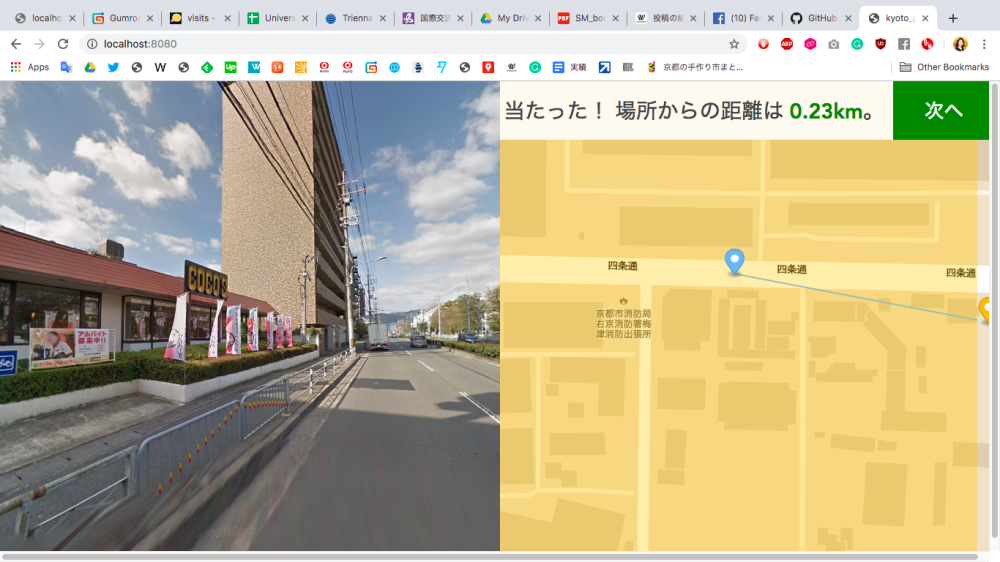 localho
Gumroa
visits -
Univers
Trienna
国際交流
My Driv
SM_boo
投稿の編
(10) Fac
GitHub
kyoto_g
localhost:8080
Apps
京都の手作り市まと...
実績
Other Bookmarks
当たった! 場所からの距離は 0.23km。
次へ
COCO'S
アルバイト
募集中!!
四条通
四条通
四条通
京都市消防局
右京消防署梅
津消防出張所